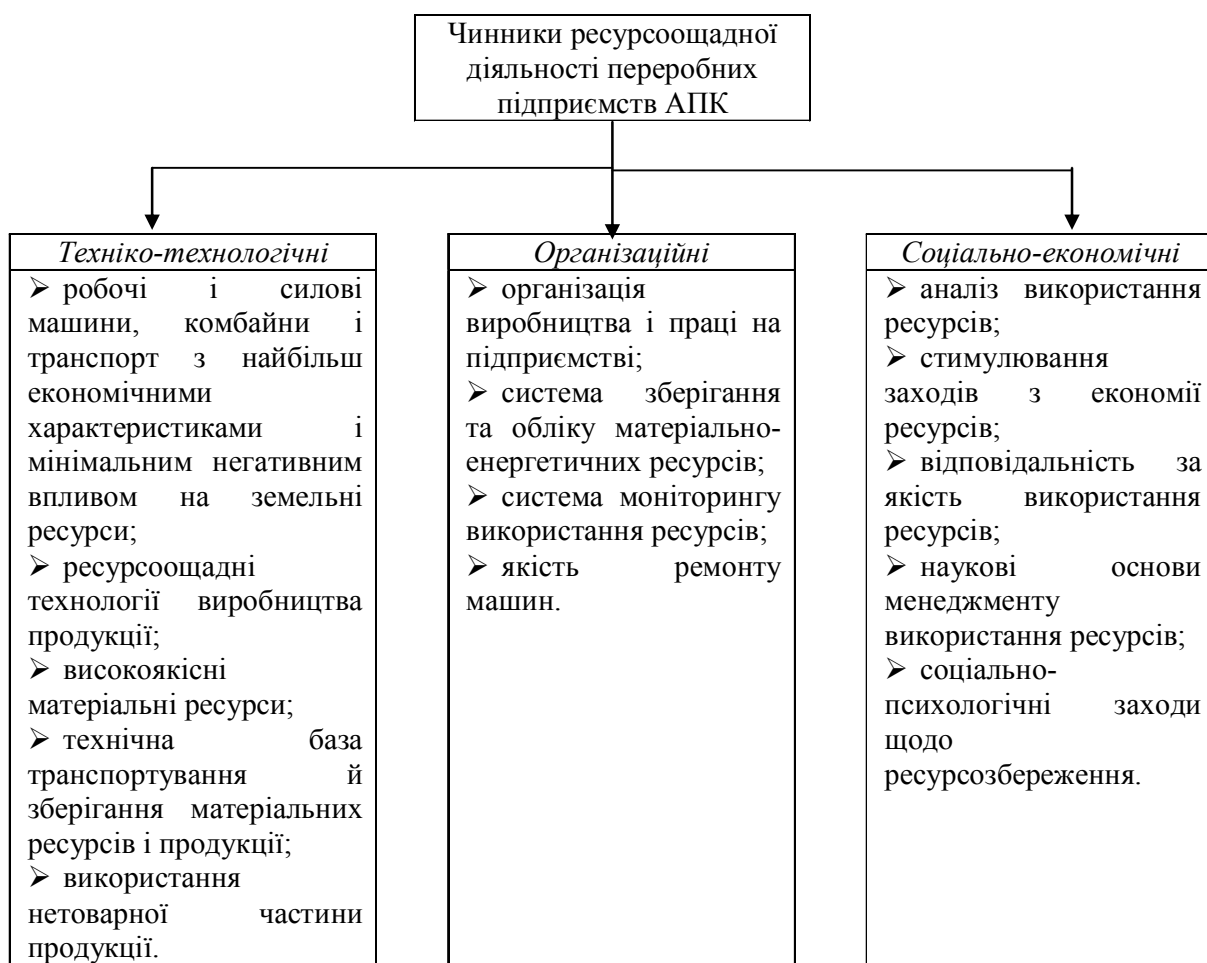 Чинники ресурсоощадної
діяльності переробних
підприємств АПК
Техніко-технологічні
➢ робочі і силові
машини, комбайни і
транспорт з найбільш
економічними
характеристиками і
мінімальним негативним
впливом на земельні
ресурси;
➢ ресурсоощадні
технології виробництва
продукції;
➢ високоякісні
матеріальні ресурси;
➢ технічна база
транспортування й
зберігання матеріальних
ресурсів і продукції;
➢ використання
нетоварної частини
продукції.
Організаційні
➢ організація
виробництва і праці на
підприємстві;
➢ система зберігання
та обліку матеріально-
енергетичних ресурсів;
➢ система моніторингу
використання ресурсів;
➢ якість ремонту
машин.
Соціально-економічні
➢ аналіз використання
ресурсів;
➢ стимулювання
заходів з економії
ресурсів;
➢ відповідальність за
якість використання
ресурсів;
➢ наукові основи
менеджменту
використання ресурсів;
➢ соціально-
психологічні заходи
щодо
ресурсозбереження.